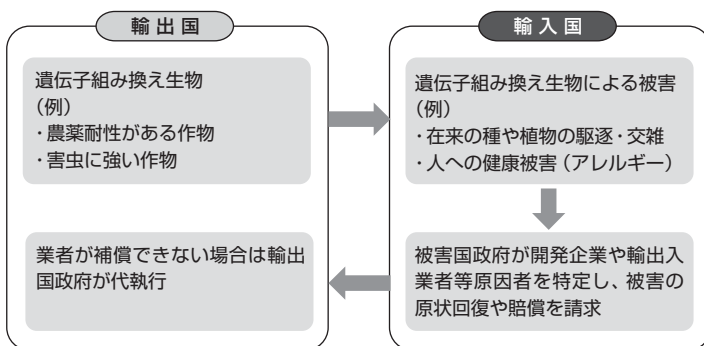 輸出国
遺伝子組み換え生物
(例)
・農薬耐性がある作物
・害虫に強い作物
業者が補償できない場合は輸出
国政府が代執行
輸入国
遺伝子組み換え生物による被害
(例)
・在来の種や植物の駆逐・交雑
・人への健康被害(アレルギー)
被害国政府が開発企業や輸出入
業者等原因者を特定し、被害の
原状回復や賠償を請求